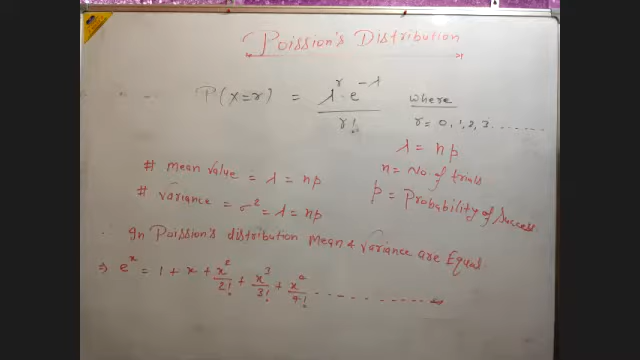 Poission's Distribution
P(X=r) = λ^r · e^-λ / r!
where
r = 0, 1, 2, 3 .......
λ = np
n = No of trials
p = Probability of Success
# Mean value = λ = np
# Variance = σ² = λ = np
∴ In Poission's distribution Mean & Variance are Equal
⇒ e^x = 1 + x + x²/2! + x³/3! + x⁴/4! ............ ∞